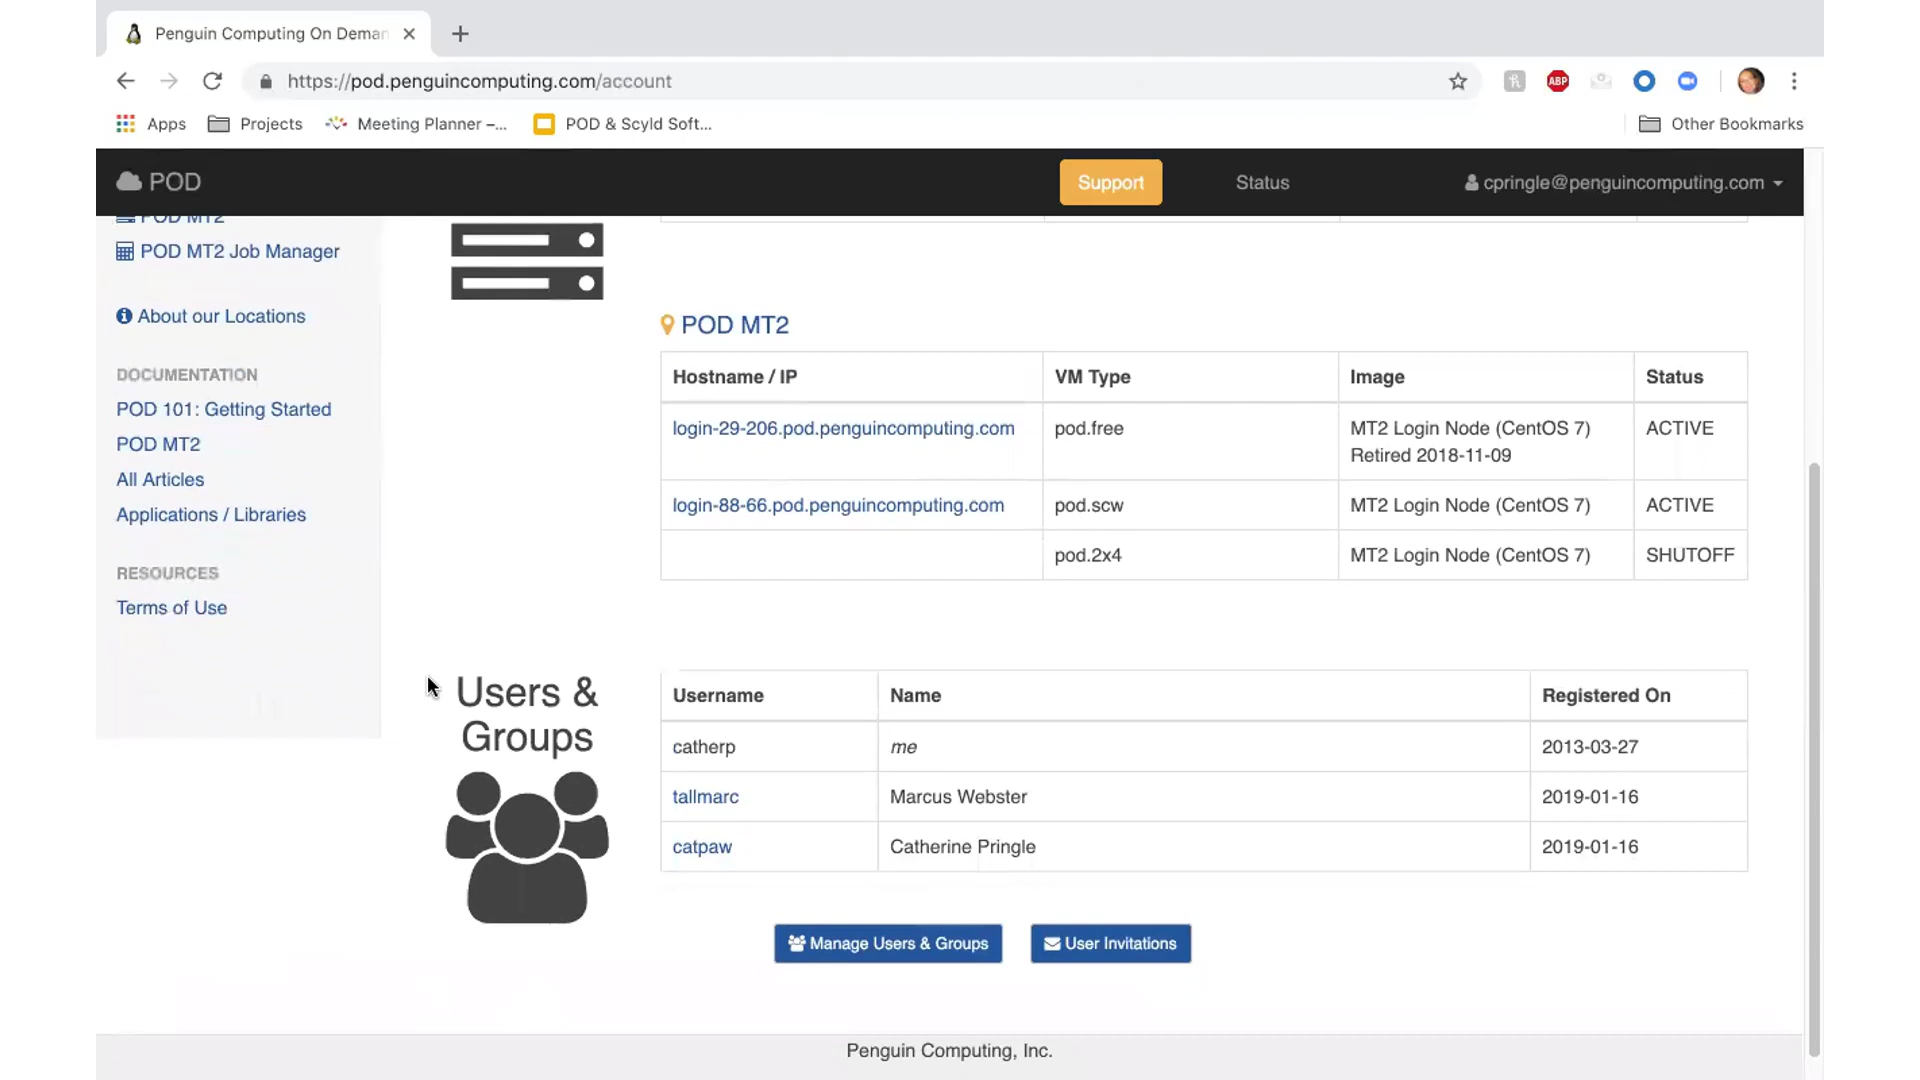 Penguin Computing On Deman
https://pod.penguincomputing.com/account
ABP
Apps Projects Meeting Planner –... POD & Scyld Soft... Other Bookmarks
POD Support Status cpringle@penguincomputing.com
POD MT2
POD MT2 Job Manager
About our Locations
DOCUMENTATION
POD 101: Getting Started
POD MT2
All Articles
Applications / Libraries
RESOURCES
Terms of Use
POD MT2
Hostname / IP VM Type Image Status
login-29-206.pod.penguincomputing.com pod.free MT2 Login Node (CentOS 7) ACTIVE
Retired 2018-11-09
login-88-66.pod.penguincomputing.com pod.scw MT2 Login Node (CentOS 7) ACTIVE
pod.2x4 MT2 Login Node (CentOS 7) SHUTOFF
Users &
Groups
Username Name Registered On
catherp me 2013-03-27
tallmarc Marcus Webster 2019-01-16
catpaw Catherine Pringle 2019-01-16
Manage Users & Groups User Invitations
Penguin Computing, Inc.